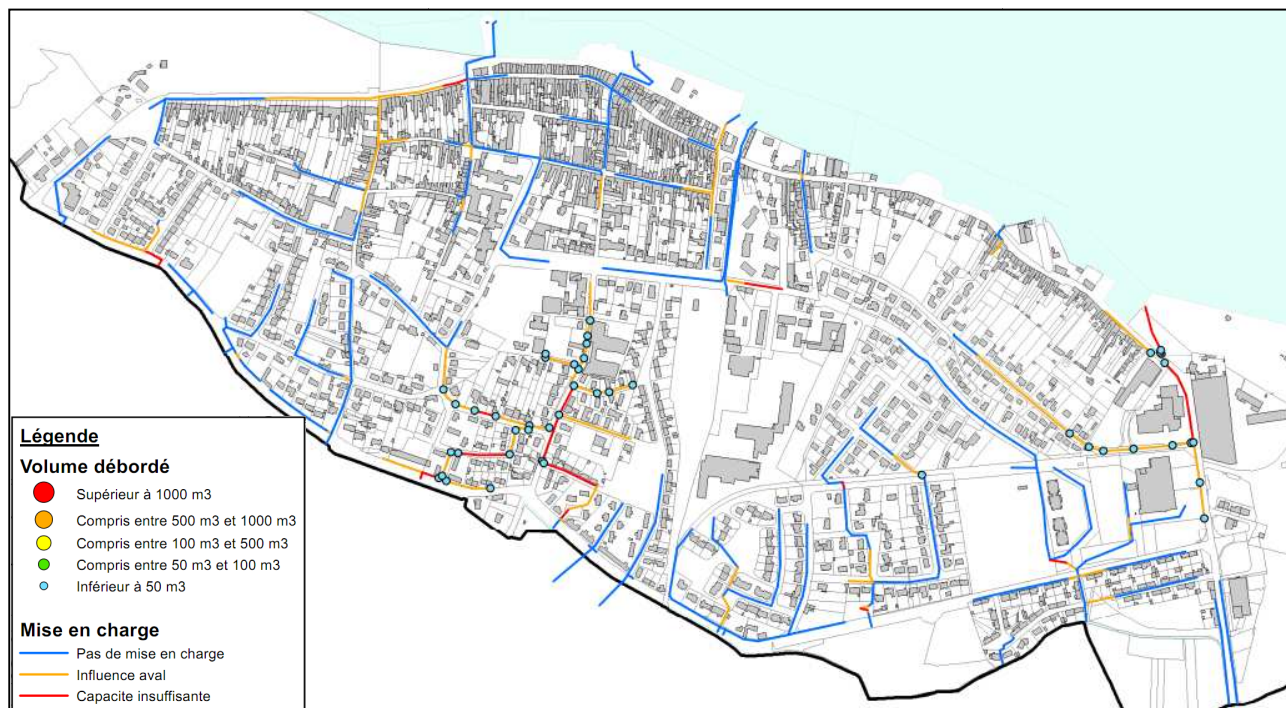 Légende
Volume débordé
Supérieur à 1000 m3
Compris entre 500 m3 et 1000 m3
Compris entre 100 m3 et 500 m3
Compris entre 50 m3 et 100 m3
Inférieur à 50 m3
Mise en charge
Pas de mise en charge
Influence aval
Capacite insuffisante